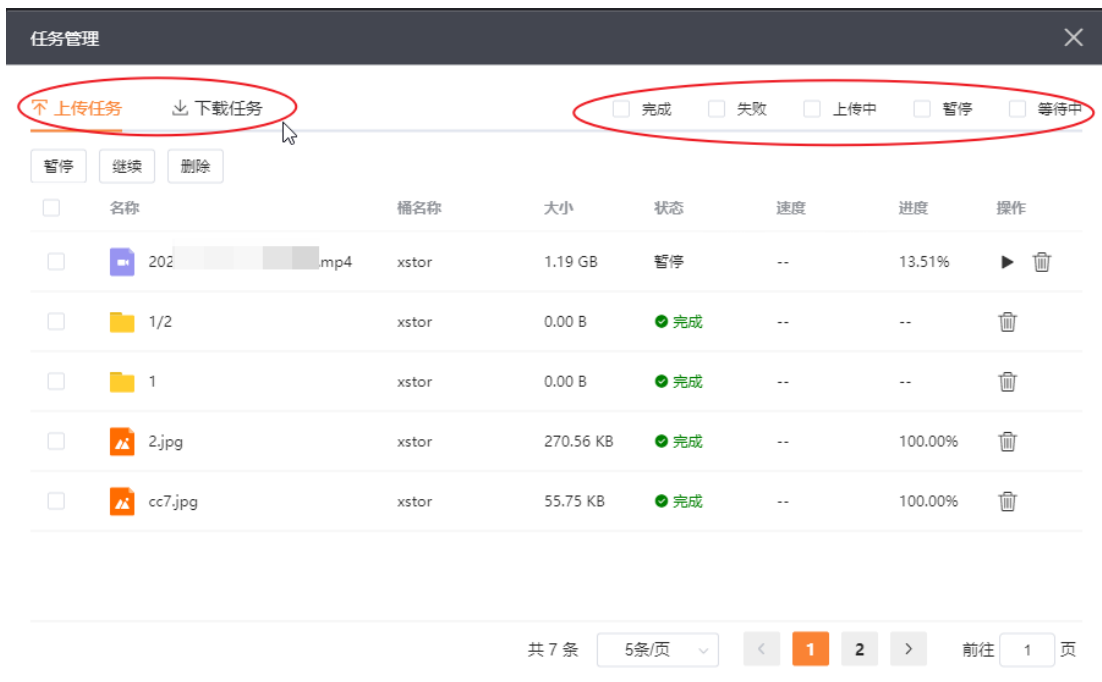 任务管理
上传任务 下载任务 完成 失败 上传中 暂停 等待中
暂停 继续 删除
名称 桶名称 大小 状态 速度 进度 操作
202 .mp4 xstor 1.19 GB 暂停 -- 13.51%
1/2 xstor 0.00 B 完成 -- --
1 xstor 0.00 B 完成 -- --
2.jpg xstor 270.56 KB 完成 -- 100.00%
cc7.jpg xstor 55.75 KB 完成 -- 100.00%
共 7 条 5条/页 < 1 2 > 前往 1 页